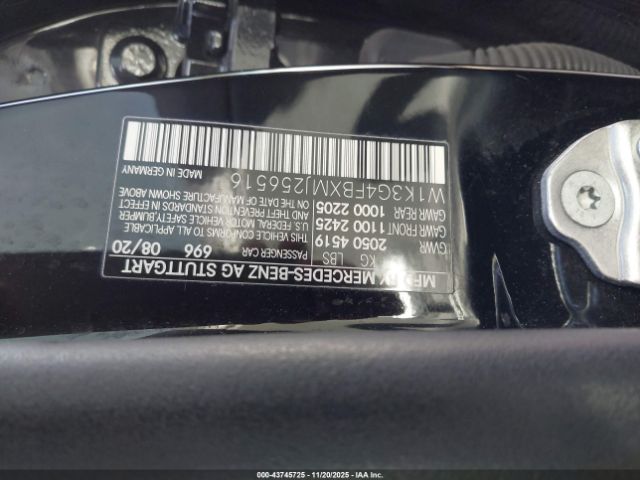 MFD BY MERCEDES-BENZ AG STUTTGART
KG LBS PASSENGER CAR 696 08/20
GVWR 2050 4519
GAWR FRONT 1100 2425
GAWR REAR 1000 2205
THIS VEHICLE CONFORMS TO ALL APPLICABLE
U.S. FEDERAL MOTOR VEHICLE SAFETY,BUMPER
AND THEFT PREVENTION STANDARDS IN EFFECT
ON THE DATE OF MANUFACTURE SHOWN ABOVE
W1K3G4FBXMJ256516
MADE IN GERMANY
000-43745725 11/20/2025 IAAI.CA